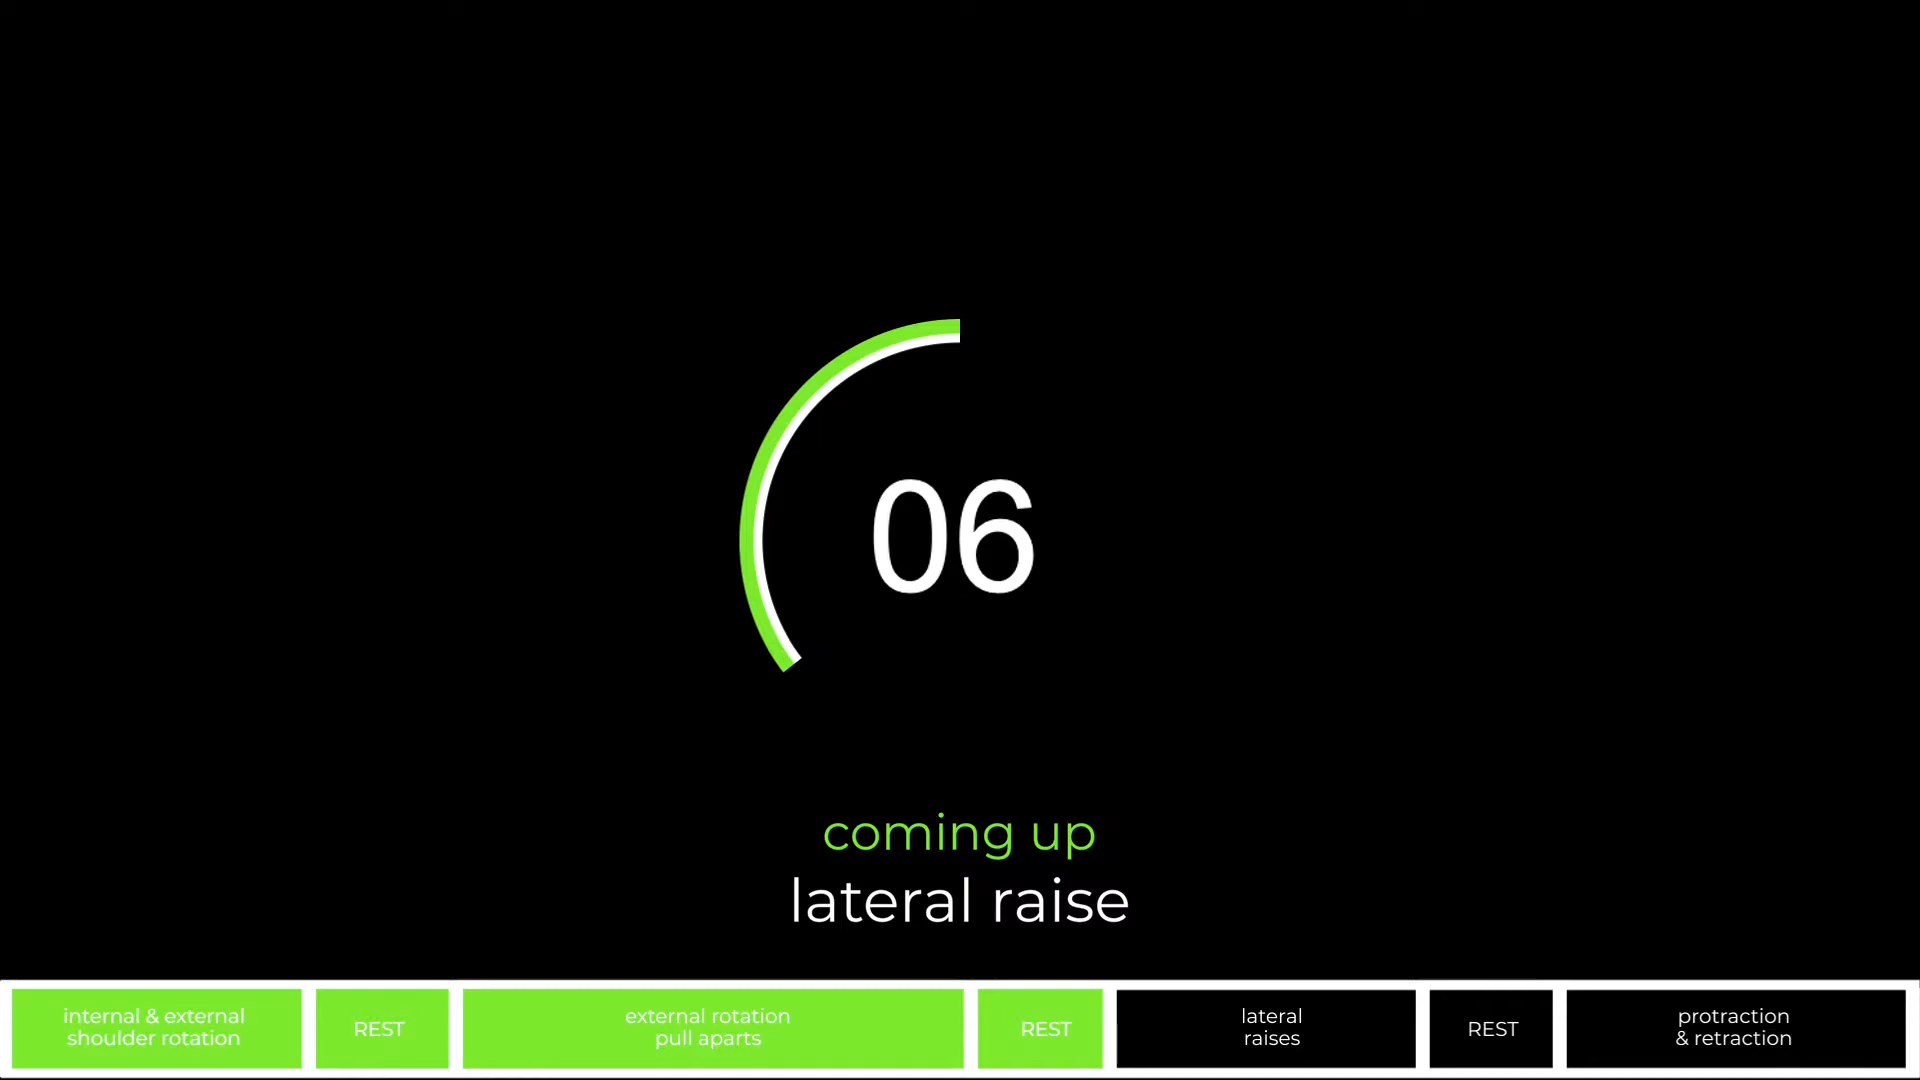 06
coming up
lateral raise
internal & external
shoulder rotation
REST
external rotation
pull aparts
REST
lateral
raises
REST
protraction
& retraction